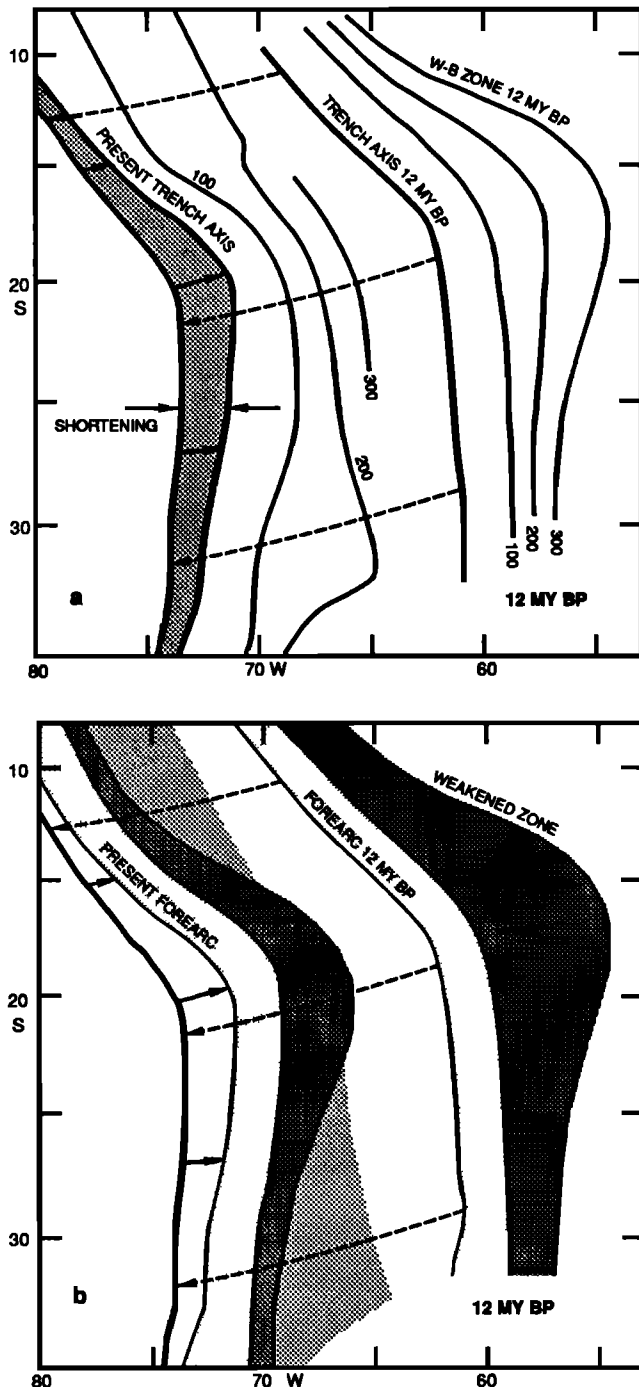 10
W-B ZONE 12 MY BP
TRENCH AXIS 12 MY BP
PRESENT TRENCH AXIS
100
20
S
300
SHORTENING
200
30
100
200
300
a
12 MY BP
80
70 W
60
10
WEAKENED ZONE
FOREARC 12 MY BP
PRESENT FOREARC
20
S
30
b
12 MY BP
80
70 W
60